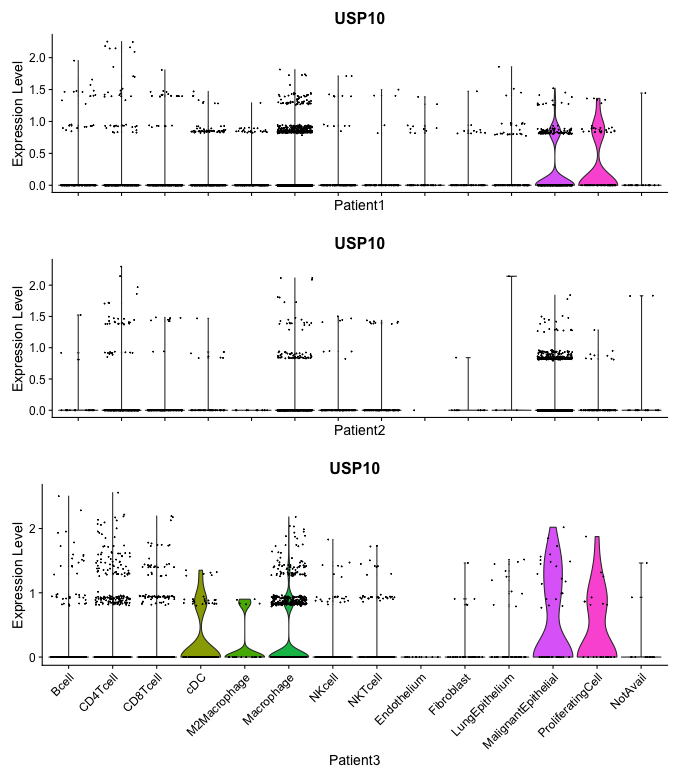 USP10
Expression Level
2.0
1.5
1.0
0.5
0.0
Patient1
USP10
Expression Level
2.0
1.5
1.0
0.5
0.0
Patient2
USP10
Expression Level
2
1
0
Bcell
CD4Tcell
CD8Tcell
cDC
M2Macrophage
Macrophage
NKcell
NKTcell
Endothelium
Fibroblast
LungEpithelium
MalignantEpithelial
ProliferatingCell
NotAvail
Patient3